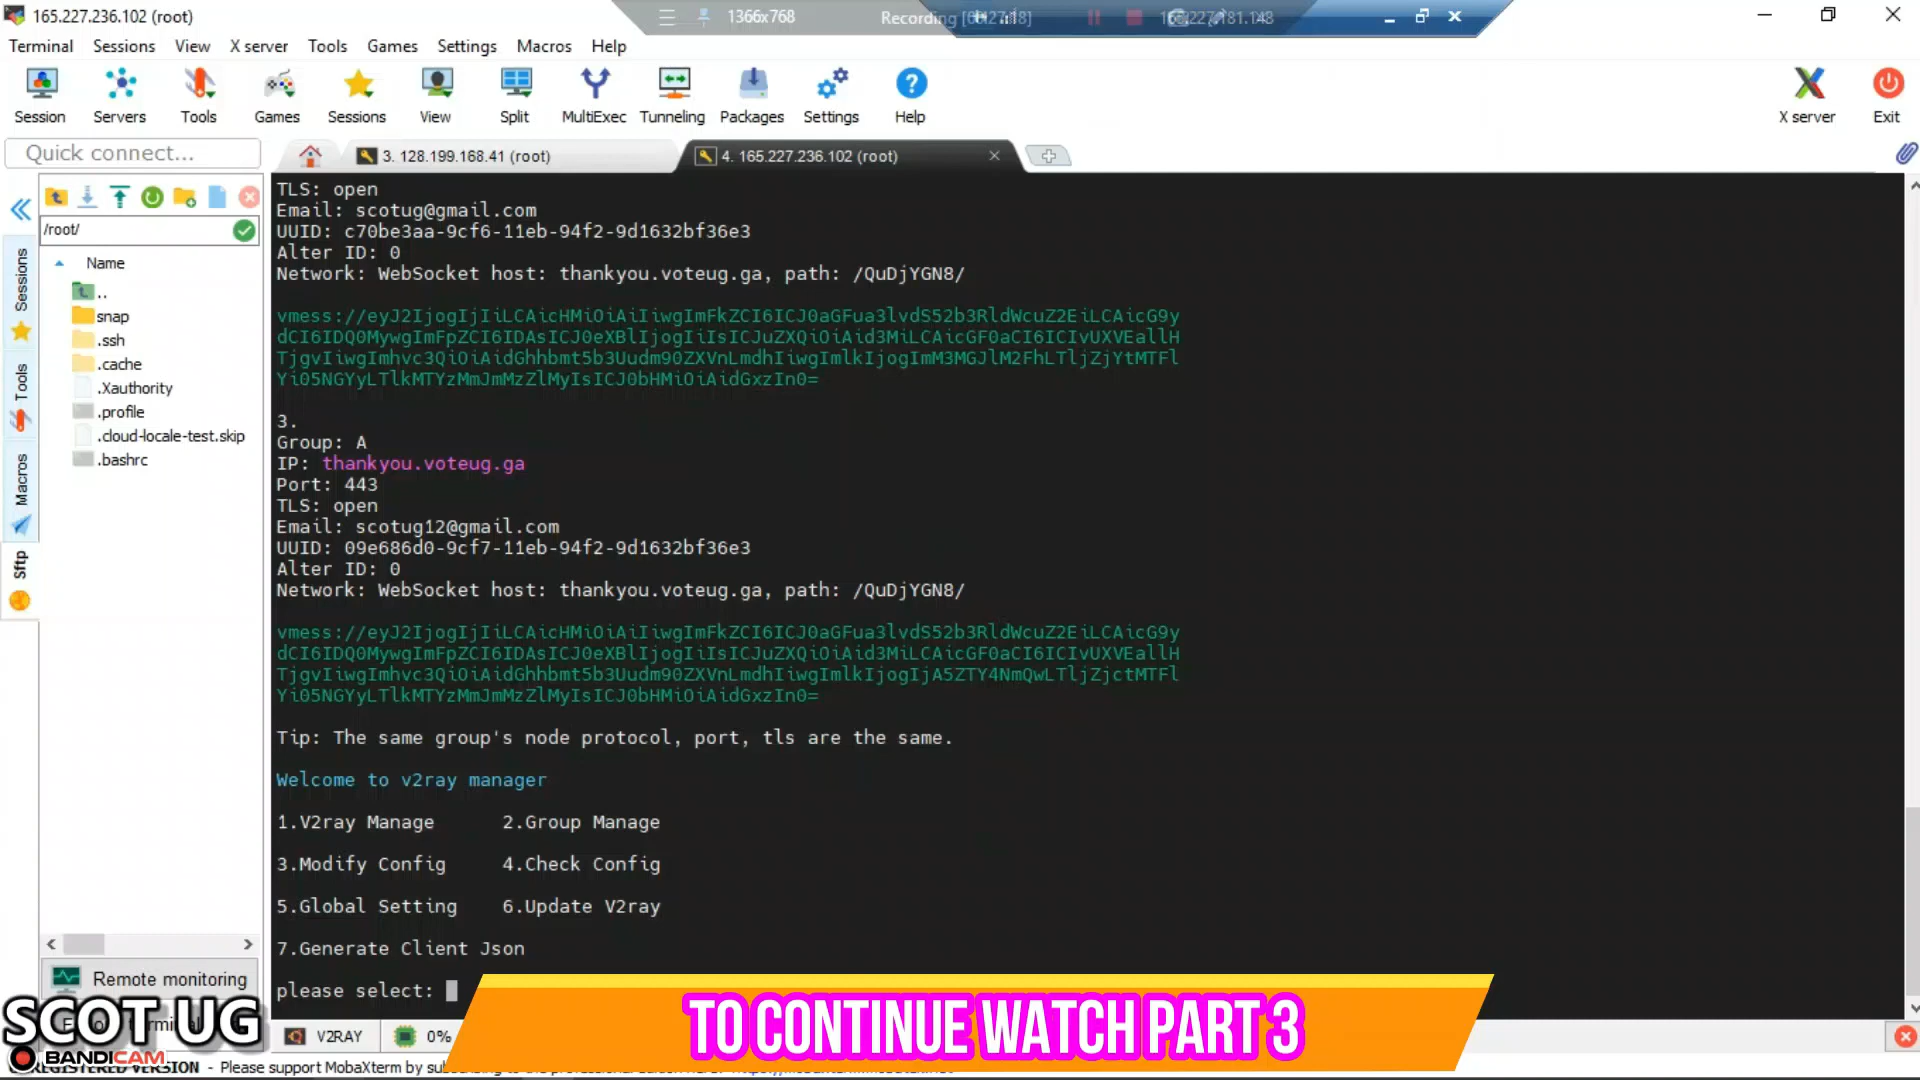 165.227.236.102 (root)
1366x768
Recording
Terminal Sessions View X server Tools Games Settings Macros Help
Session Servers Tools Games Sessions View Split MultiExec Tunneling Packages Settings Help X server Exit
Quick connect...
3. 128.199.168.41 (root)
4. 165.227.236.102 (root)
/root/
Name
..
snap
.ssh
.cache
.Xauthority
.profile
.cloud-locale-test.skip
.bashrc
Sessions
Tools
Macros
Sftp
TLS: open
Email: scotug@gmail.com
UUID: c70be3aa-9cf6-11eb-94f2-9d1632bf36e3
Alter ID: 0
Network: WebSocket host: thankyou.voteug.ga, path: /QuDjYGN8/
vmess://eyJ2IjogIjIiLCAicHMiOiAiIiwgImFkZCI6ICJ0aGFua3lvdS52b3RldWcuZ2EiLCAicG9y
dCI6IDQ0MywgImFpZCI6IDAsICJ0eXBlIjogIiIsICJuZXQiOiAid3MiLCAicGF0aCI6ICIvUXVEallH
TjgvIiwgImhvc3QiOiAidGhhbmt5b3Uudm90ZXVnLmdhIiwgImlkIjogImM3MGJlM2FhLTljZjYtMTFl
Yi05NGYyLTlkMTYzMmJmMzZlMyIsICJ0bHMiOiAidGxzIn0=
3.
Group: A
IP: thankyou.voteug.ga
Port: 443
TLS: open
Email: scotug12@gmail.com
UUID: 09e686d0-9cf7-11eb-94f2-9d1632bf36e3
Alter ID: 0
Network: WebSocket host: thankyou.voteug.ga, path: /QuDjYGN8/
vmess://eyJ2IjogIjIiLCAicHMiOiAiIiwgImFkZCI6ICJ0aGFua3lvdS52b3RldWcuZ2EiLCAicG9y
dCI6IDQ0MywgImFpZCI6IDAsICJ0eXBlIjogIiIsICJuZXQiOiAid3MiLCAicGF0aCI6ICIvUXVEallH
TjgvIiwgImhvc3QiOiAidGhhbmt5b3Uudm90ZXVnLmdhIiwgImlkIjogIjA5ZTY4NmQwLTljZjctMTFl
Yi05NGYyLTlkMTYzMmJmMzZlMyIsICJ0bHMiOiAidGxzIn0=
Tip: The same group's node protocol, port, tls are the same.
Welcome to v2ray manager
1.V2ray Manage 2.Group Manage
3.Modify Config 4.Check Config
5.Global Setting 6.Update V2ray
7.Generate Client Json
please select:
Remote monitoring
SCOT UG
BANDICAM
V2RAY 0%
TO CONTINUE WATCH PART 3
VERSION - Please support MobaXterm by